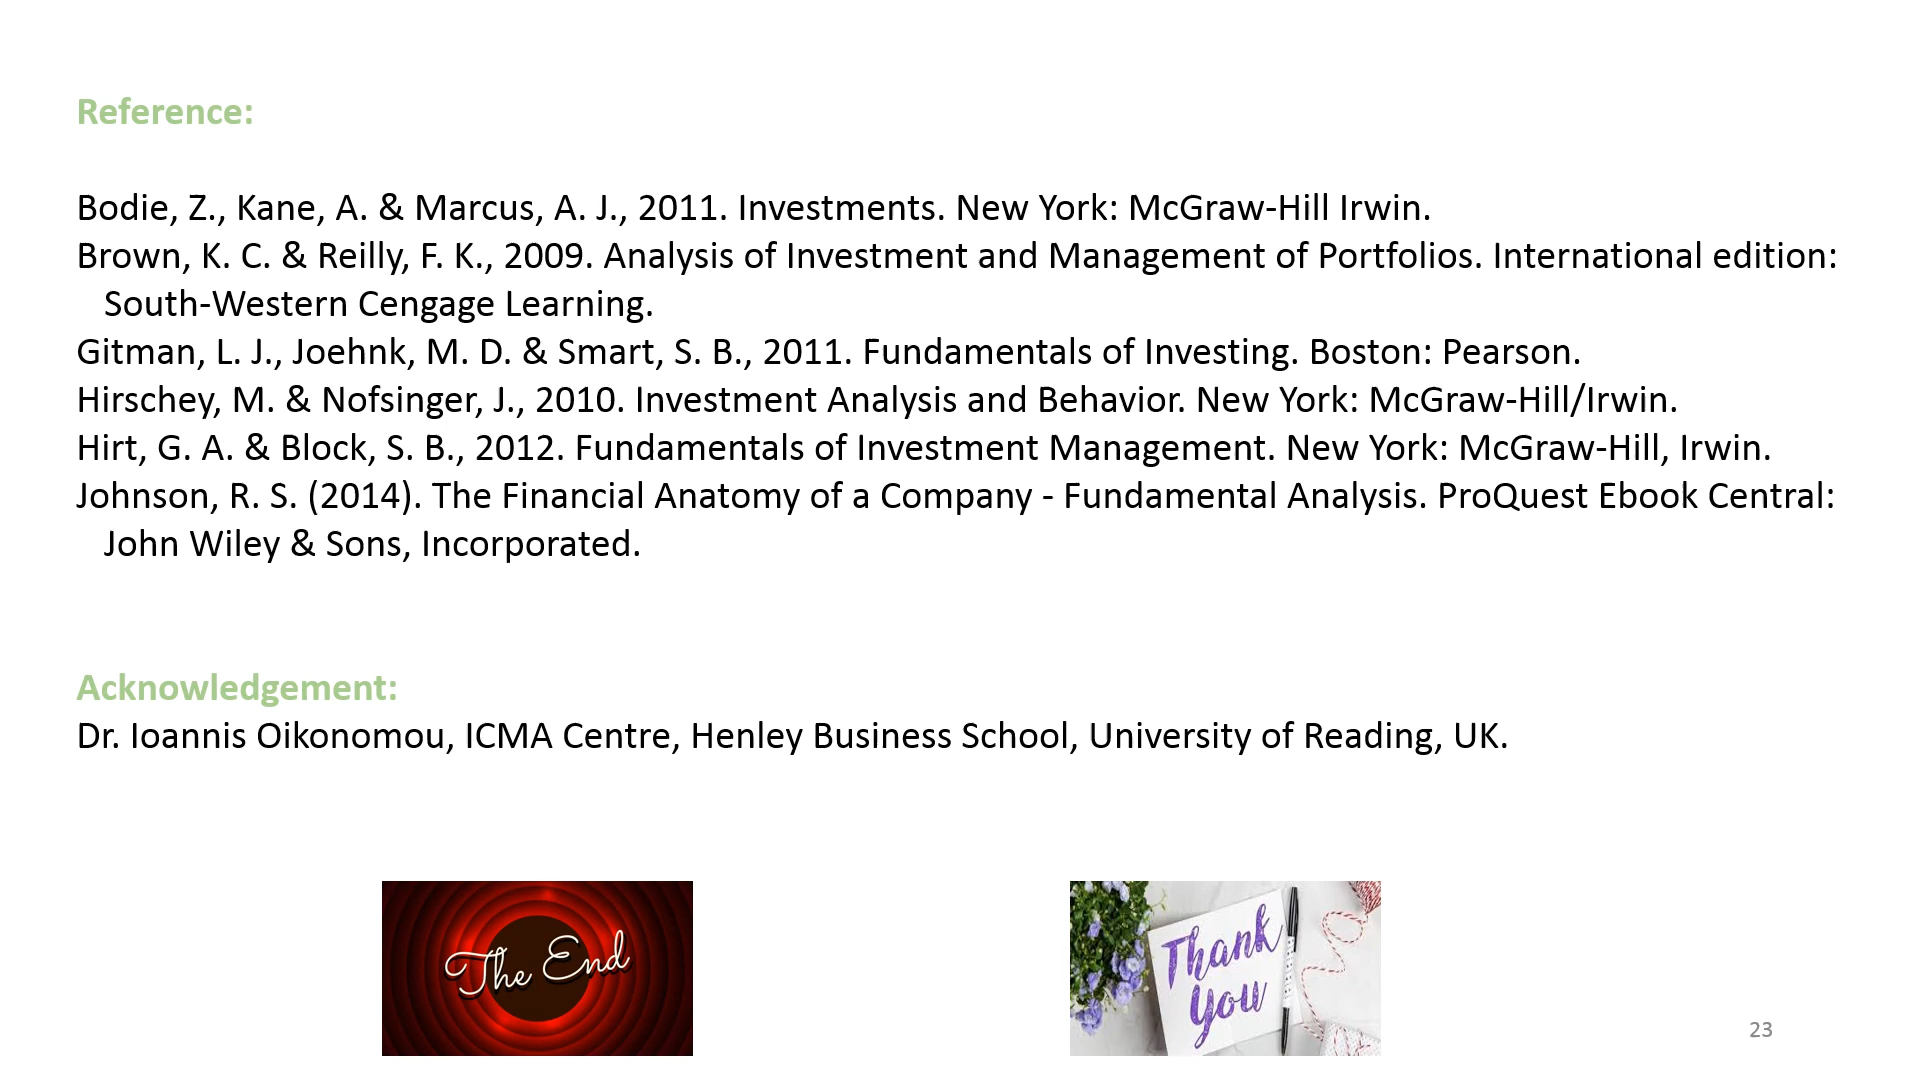 Reference:
Bodie, Z., Kane, A. & Marcus, A. J., 2011. Investments. New York: McGraw-Hill Irwin.
Brown, K. C. & Reilly, F. K., 2009. Analysis of Investment and Management of Portfolios. International edition:
South-Western Cengage Learning.
Gitman, L. J., Joehnk, M. D. & Smart, S. B., 2011. Fundamentals of Investing. Boston: Pearson.
Hirschey, M. & Nofsinger, J., 2010. Investment Analysis and Behavior. New York: McGraw-Hill/Irwin.
Hirt, G. A. & Block, S. B., 2012. Fundamentals of Investment Management. New York: McGraw-Hill, Irwin.
Johnson, R. S. (2014). The Financial Anatomy of a Company - Fundamental Analysis. ProQuest Ebook Central:
John Wiley & Sons, Incorporated.
Acknowledgement:
Dr. Ioannis Oikonomou, ICMA Centre, Henley Business School, University of Reading, UK.
The End
Thank
You
23